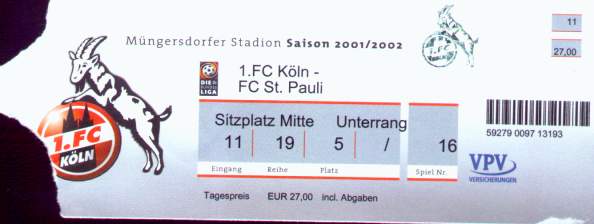 Müngersdorfer Stadion Saison 2001/2002
1.FC KÖLN
DIE BUNDESLIGA
1.FC Köln -
FC St. Pauli
Sitzplatz Mitte Unterrang
11 19 5 / 16
Eingang Reihe Platz Spiel Nr.
Tagespreis EUR 27,00 incl. Abgaben
11
27,00
59279 0097 13193
VPV
VERSICHERUNGEN